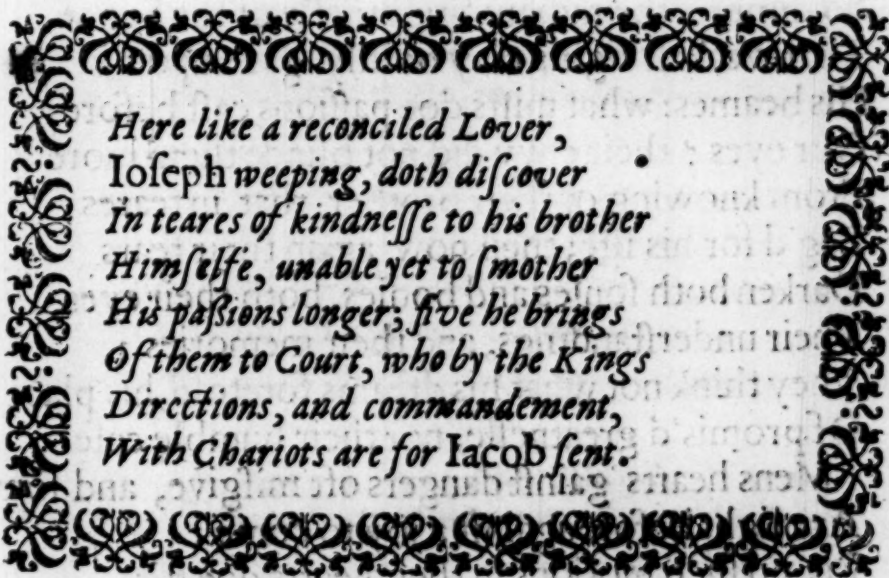 Here like a reconciled Lover,
Ioſeph weeping, doth diſcover
In teares of kindneſſe to his brother
Himſelfe, unable yet to ſmother
His paſsions longer; five he brings
Of them to Court, who by the Kings
Directions, and commandement,
With Chariots are for Iacob ſent.